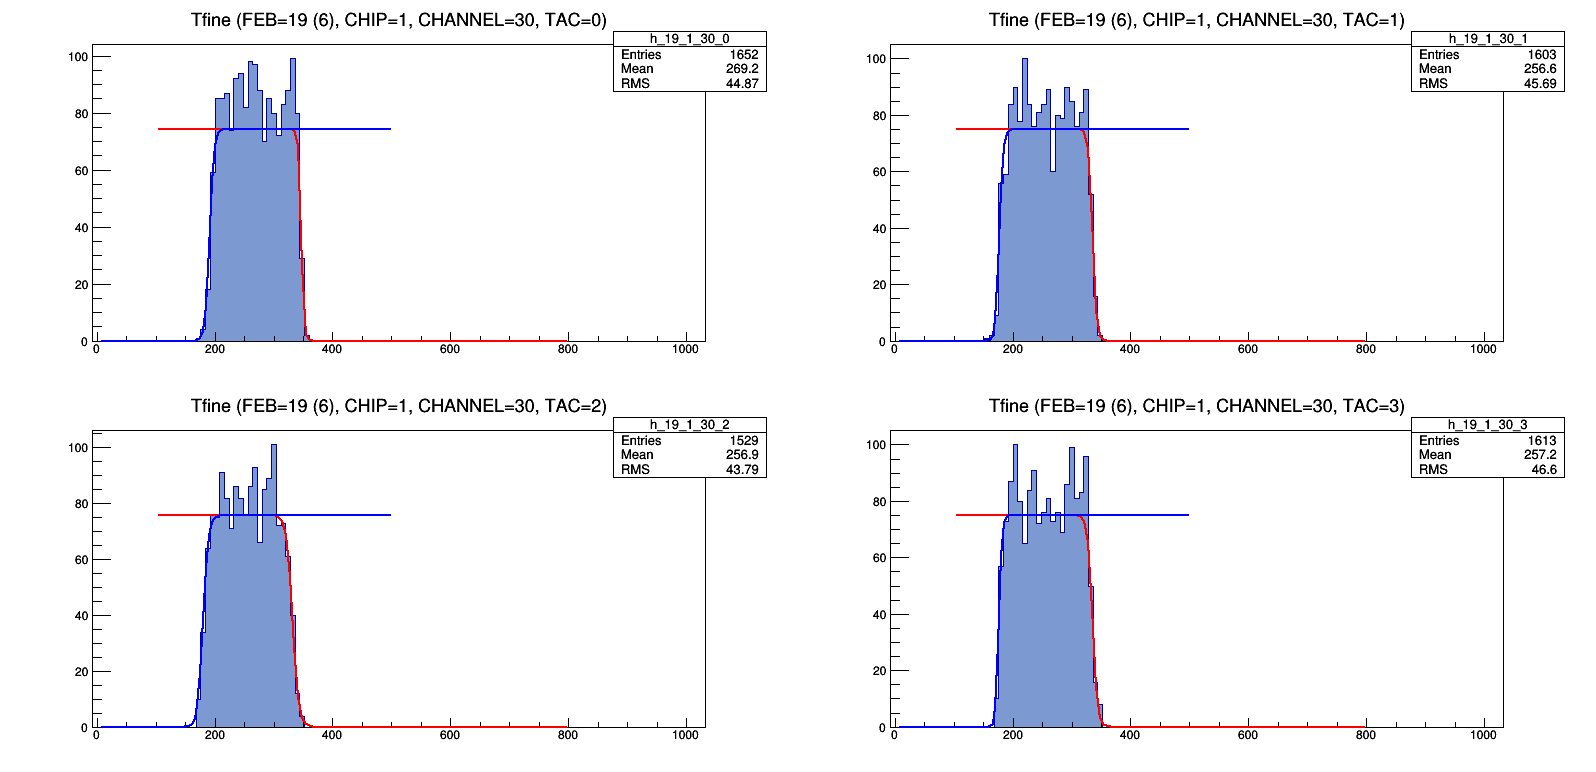 Tfine (FEB=19 (6), CHIP=1, CHANNEL=30, TAC=0)
h_19_1_30_0
Entries 1652
Mean 269.2
RMS 44.87
100
80
60
40
20
0
0 200 400 600 800 1000
Tfine (FEB=19 (6), CHIP=1, CHANNEL=30, TAC=1)
h_19_1_30_1
Entries 1603
Mean 256.6
RMS 45.69
100
80
60
40
20
0
0 200 400 600 800 1000
Tfine (FEB=19 (6), CHIP=1, CHANNEL=30, TAC=2)
h_19_1_30_2
Entries 1529
Mean 256.9
RMS 43.79
100
80
60
40
20
0
0 200 400 600 800 1000
Tfine (FEB=19 (6), CHIP=1, CHANNEL=30, TAC=3)
h_19_1_30_3
Entries 1613
Mean 257.2
RMS 46.6
100
80
60
40
20
0
0 200 400 600 800 1000